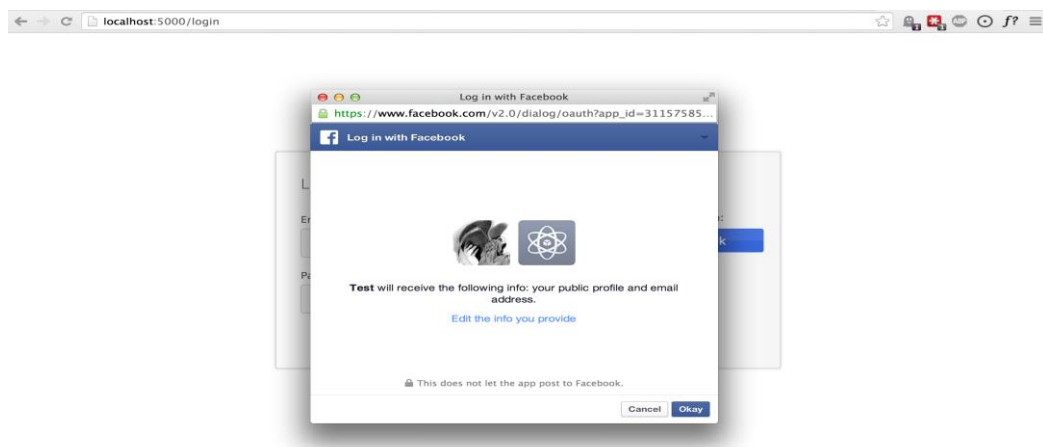 localhost:5000/login
f?
Log in with Facebook
https://www.facebook.com/v2.0/dialog/oauth?app_id=31157585...
f Log in with Facebook
L
Er
Pa
:
k
Test will receive the following info: your public profile and email
address.
Edit the info you provide
This does not let the app post to Facebook.
Cancel Okay